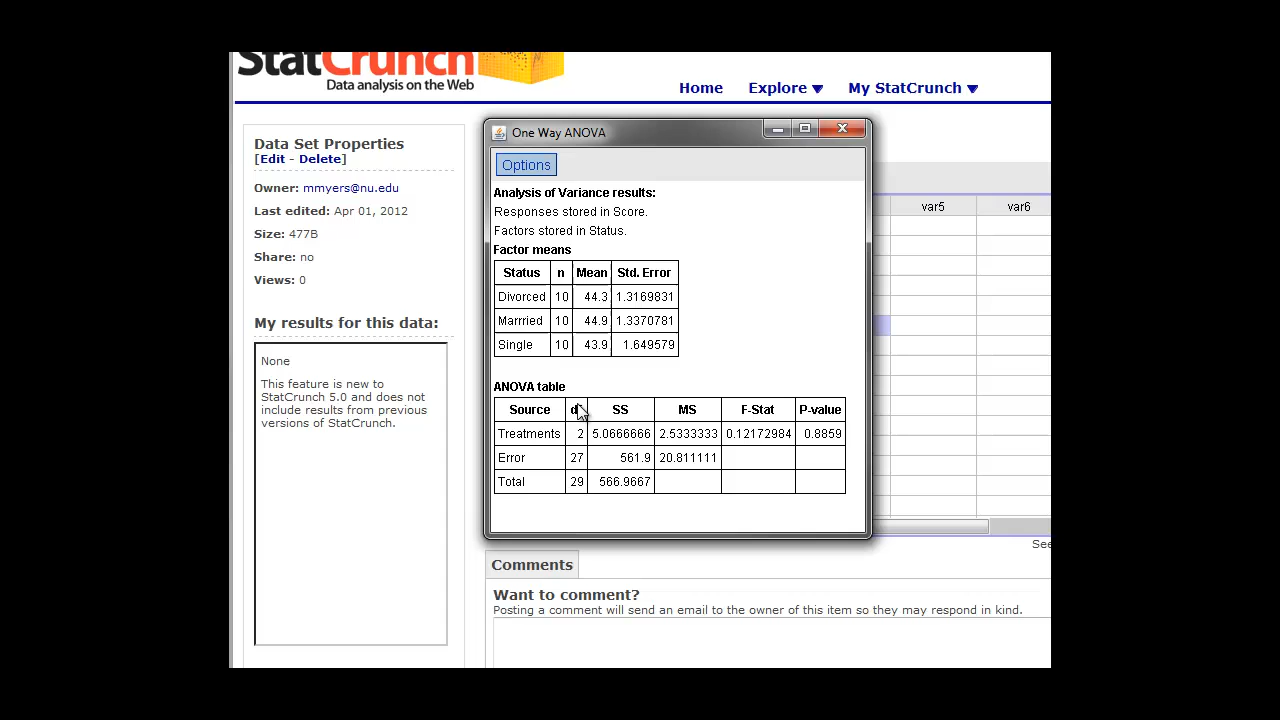 StatCrunch
Data analysis on the Web
Home Explore My StatCrunch
Data Set Properties
[Edit - Delete]
Owner: mmyers@nu.edu
Last edited: Apr 01, 2012
Size: 477B
Share: no
Views: 0
My results for this data:
None
This feature is new to
StatCrunch 5.0 and does not
include results from previous
versions of StatCrunch.
One Way ANOVA
Options
Analysis of Variance results:
Responses stored in Score.
Factors stored in Status.
Factor means
Status n Mean Std. Error
Divorced 10 44.3 1.3169831
Marrried 10 44.9 1.3370781
Single 10 43.9 1.649579
ANOVA table
Source SS MS F-Stat P-value
Treatments 2 5.0666666 2.5333333 0.12172984 0.8859
Error 27 561.9 20.811111
Total 29 566.9667
var5 var6
See
Comments
Want to comment?
Posting a comment will send an email to the owner of this item so they may respond in kind.